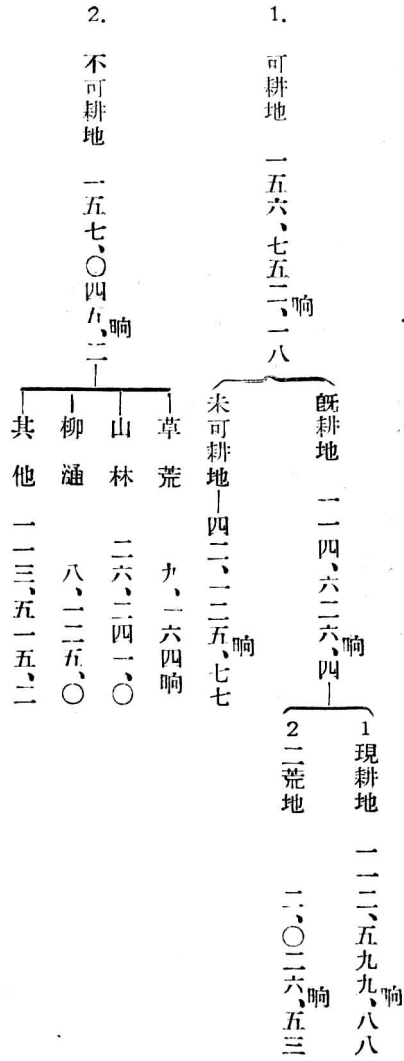 1. 可耕地 一五六、七五二、一八晌
既耕地 一一四、六二六、四晌
1 現耕地 一一二、五九九、八八晌
2 二荒地 二、〇二六、五三晌
未可耕地 四二、一二五、七七晌
2. 不可耕地 一五七、〇四五、二晌
草荒 九、一六四晌
山林 二六、二四一、〇
柳通 八、一二五、〇
其他 一一三、五一五、二